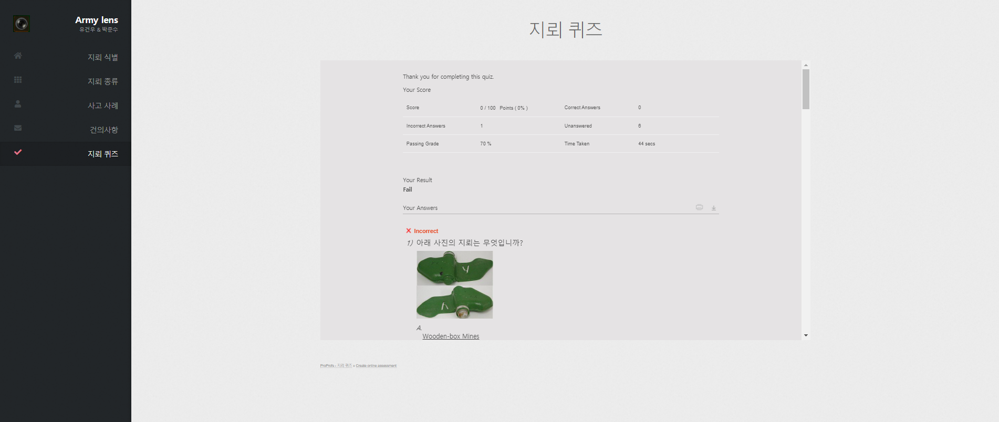 Army lens
유건우 & 박준수
지뢰 식별
지뢰 종류
사고 사례
건의사항
지뢰 퀴즈
지뢰 퀴즈
Thank you for completing this quiz.
Your Score
Score 0 / 100 Points ( 0% ) Correct Answers 0
Incorrect Answers 1 Unanswered 6
Passing Grade 70 % Time Taken 44 secs
Your Result
Fail
Your Answers
Incorrect
1) 아래 사진의 지뢰는 무엇입니까?
A.
Wooden-box Mines
ProProfs - 지뢰 퀴즈 » Create online assessment